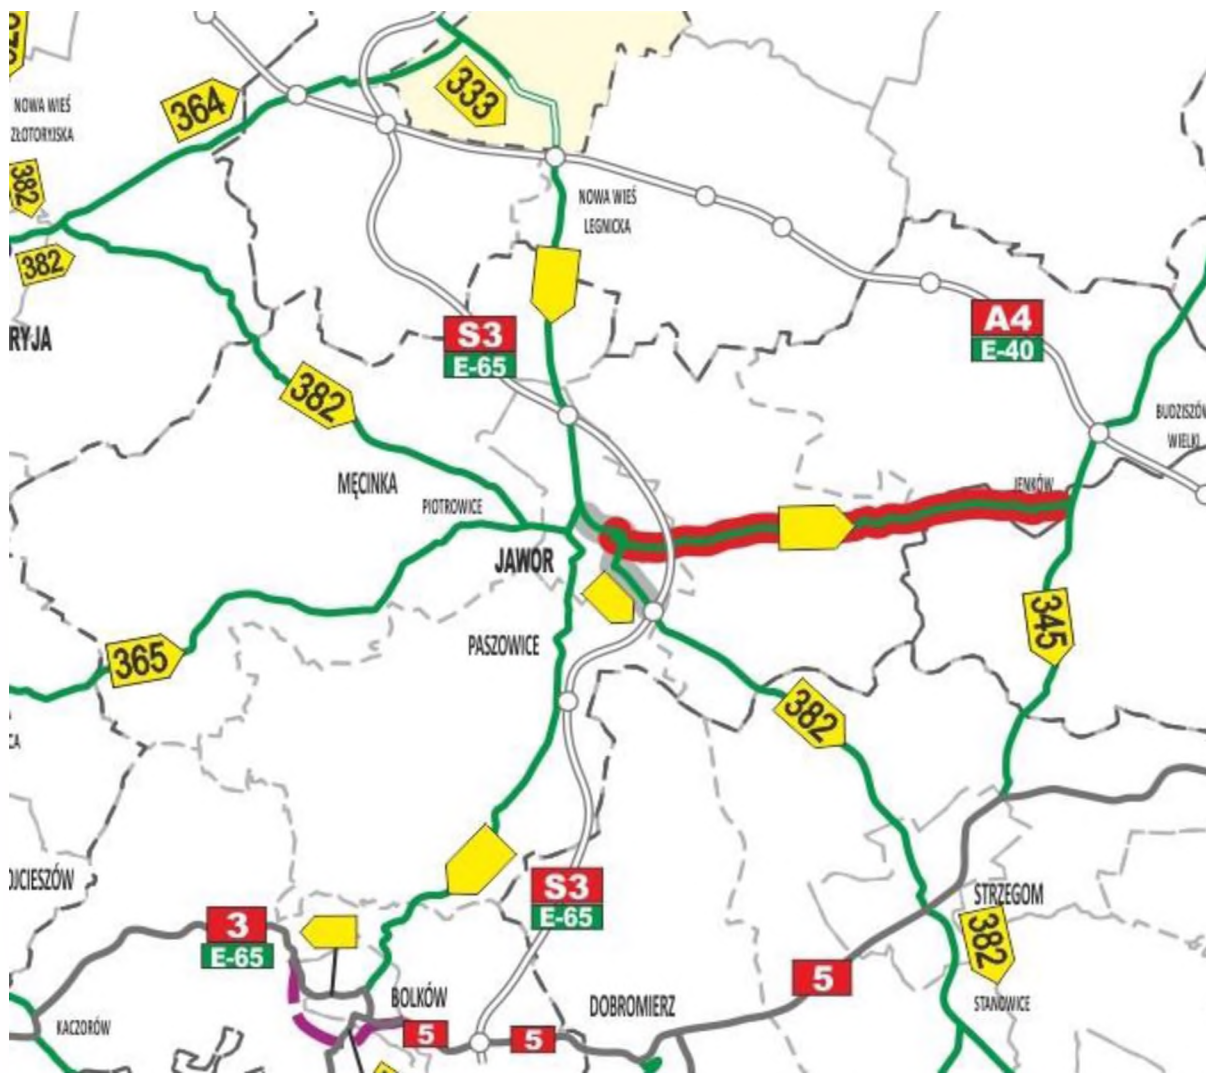 333
364
NOWA WIEŚ
ZŁOTORYJSKA
382
NOWA WIEŚ
LEGNICKA
382
RYJA
S3
E-65
A4
E-40
382
BUDZISZÓW
WIELKI
MĘCINKA
PIOTROWICE
JENKÓW
JAWOR
345
PASZOWICE
365
382
CA
OJCIESZÓW
S3
E-65
STRZEGOM
3
E-65
382
5
BOLKÓW
DOBROMIERZ
STANOWICE
KACZORÓW
5
5